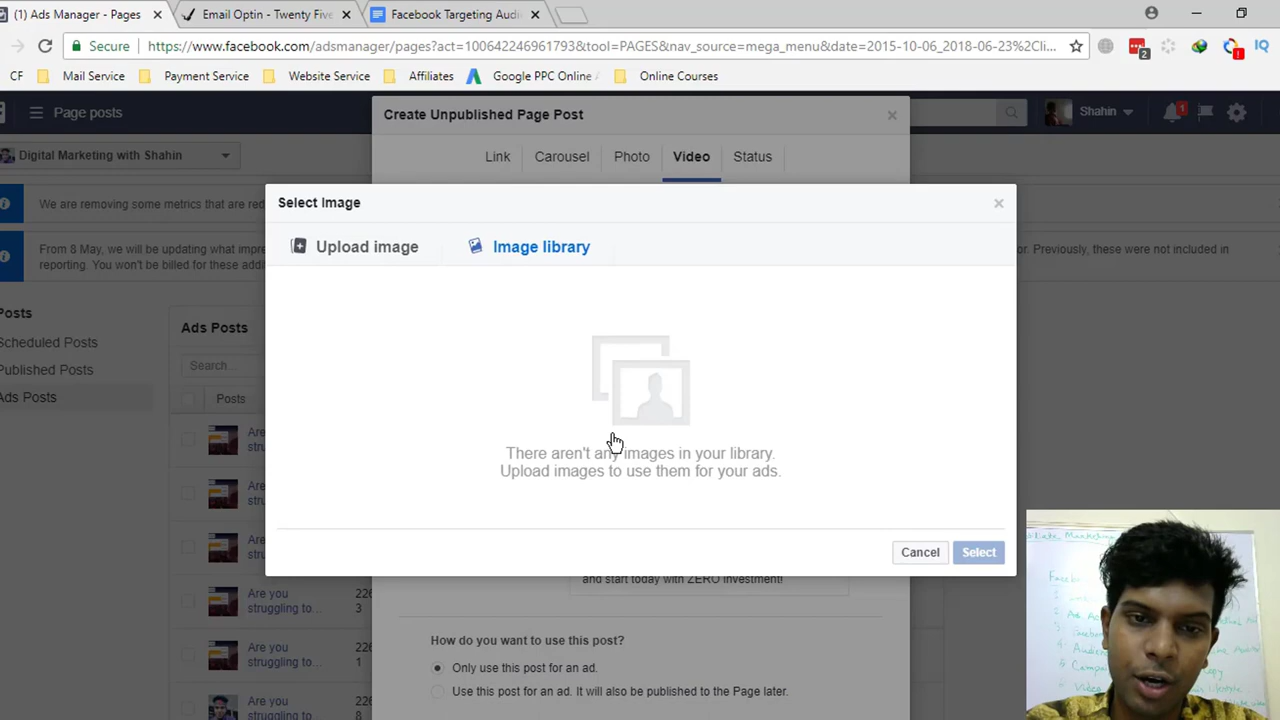 (1) Ads Manager - Pages
Email Optin - Twenty Five
Facebook Targeting Audi
Secure
https://www.facebook.com/adsmanager/pages?act=100642246961793&tool=PAGES&nav_source=mega_menu&date=2015-10-06_2018-06-23%2Cli...
2
!
IQ
CF
Mail Service
Payment Service
Website Service
Affiliates
Google PPC Online
Online Courses
Page posts
Create Unpublished Page Post
Shahin
1
Digital Marketing with Shahin
Link
Carousel
Photo
Video
Status
We are removing some metrics that are red
Select Image
Upload image
Image library
From 8 May, we will be updating what impre
or. Previously, these were not included in
reporting. You won't be billed for these addi
Posts
Scheduled Posts
Published Posts
Ads Posts
Ads Posts
Search...
Posts
Are
stru
Are
stru
Are
stru
Are you
struggling to...
226
3
Are you
struggling to...
226
1
Are you
struggling to...
226
8
There aren't any images in your library.
Upload images to use them for your ads.
Cancel
Select
and start today with ZERO investment!
How do you want to use this post?
Only use this post for an ad.
Use this post for an ad. It will also be published to the Page later.